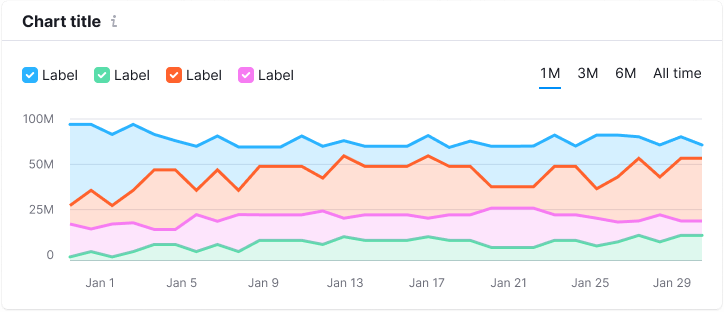 Chart title i
Label Label Label Label 1M 3M 6M All time
100M
50M
25M
0
Jan 1 Jan 5 Jan 9 Jan 13 Jan 17 Jan 21 Jan 25 Jan 29